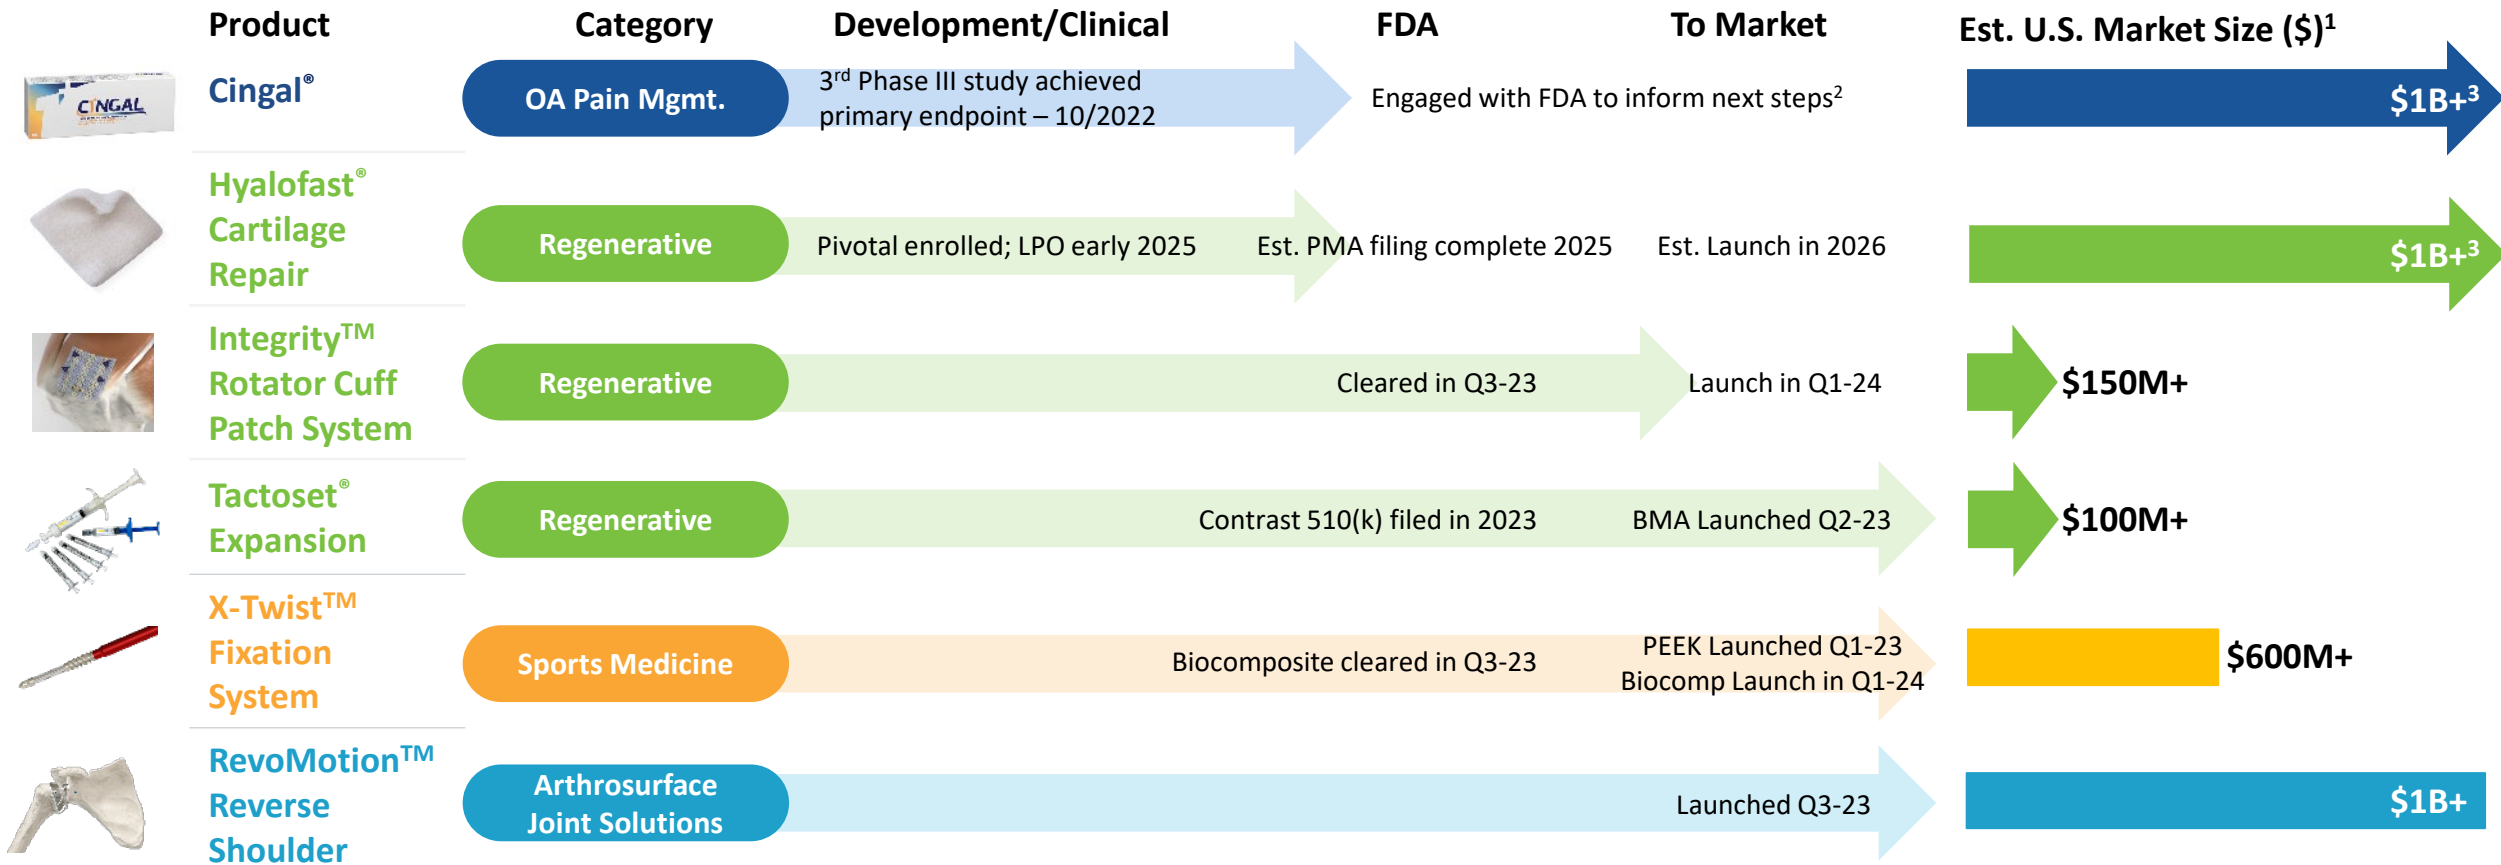 Product Category Development/Clinical FDA To Market Est. U.S. Market Size ($)1
CINGAL
Cingal®
OA Pain Mgmt.
3rd Phase III study achieved
primary endpoint – 10/2022
Engaged with FDA to inform next steps2
$1B+3
Hyalofast®
Cartilage
Repair
Regenerative
Pivotal enrolled; LPO early 2025
Est. PMA filing complete 2025
Est. Launch in 2026
$1B+3
Integrity™
Rotator Cuff
Patch System
Regenerative
Cleared in Q3-23
Launch in Q1-24
$150M+
Tactoset®
Expansion
Regenerative
Contrast 510(k) filed in 2023
BMA Launched Q2-23
$100M+
X-Twist™
Fixation
System
Sports Medicine
Biocomposite cleared in Q3-23
PEEK Launched Q1-23
Biocomp Launch in Q1-24
$600M+
RevoMotion™
Reverse
Shoulder
Arthrosurface
Joint Solutions
Launched Q3-23
$1B+